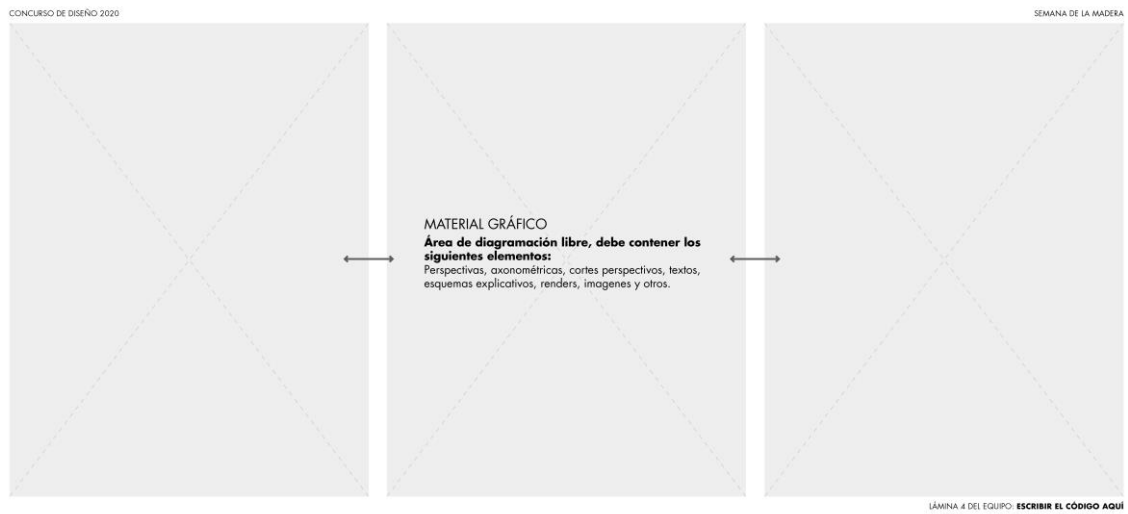 CONCURSO DE DISEÑO 2020
SEMANA DE LA MADERA
MATERIAL GRÁFICO
Área de diagramación libre, debe contener los
siguientes elementos:
Perspectivas, axonométricas, cortes perspectivos, textos,
esquemas explicativos, renders, imagenes y otros.
LÁMINA 4 DEL EQUIPO: ESCRIBIR EL CÓDIGO AQUÍ